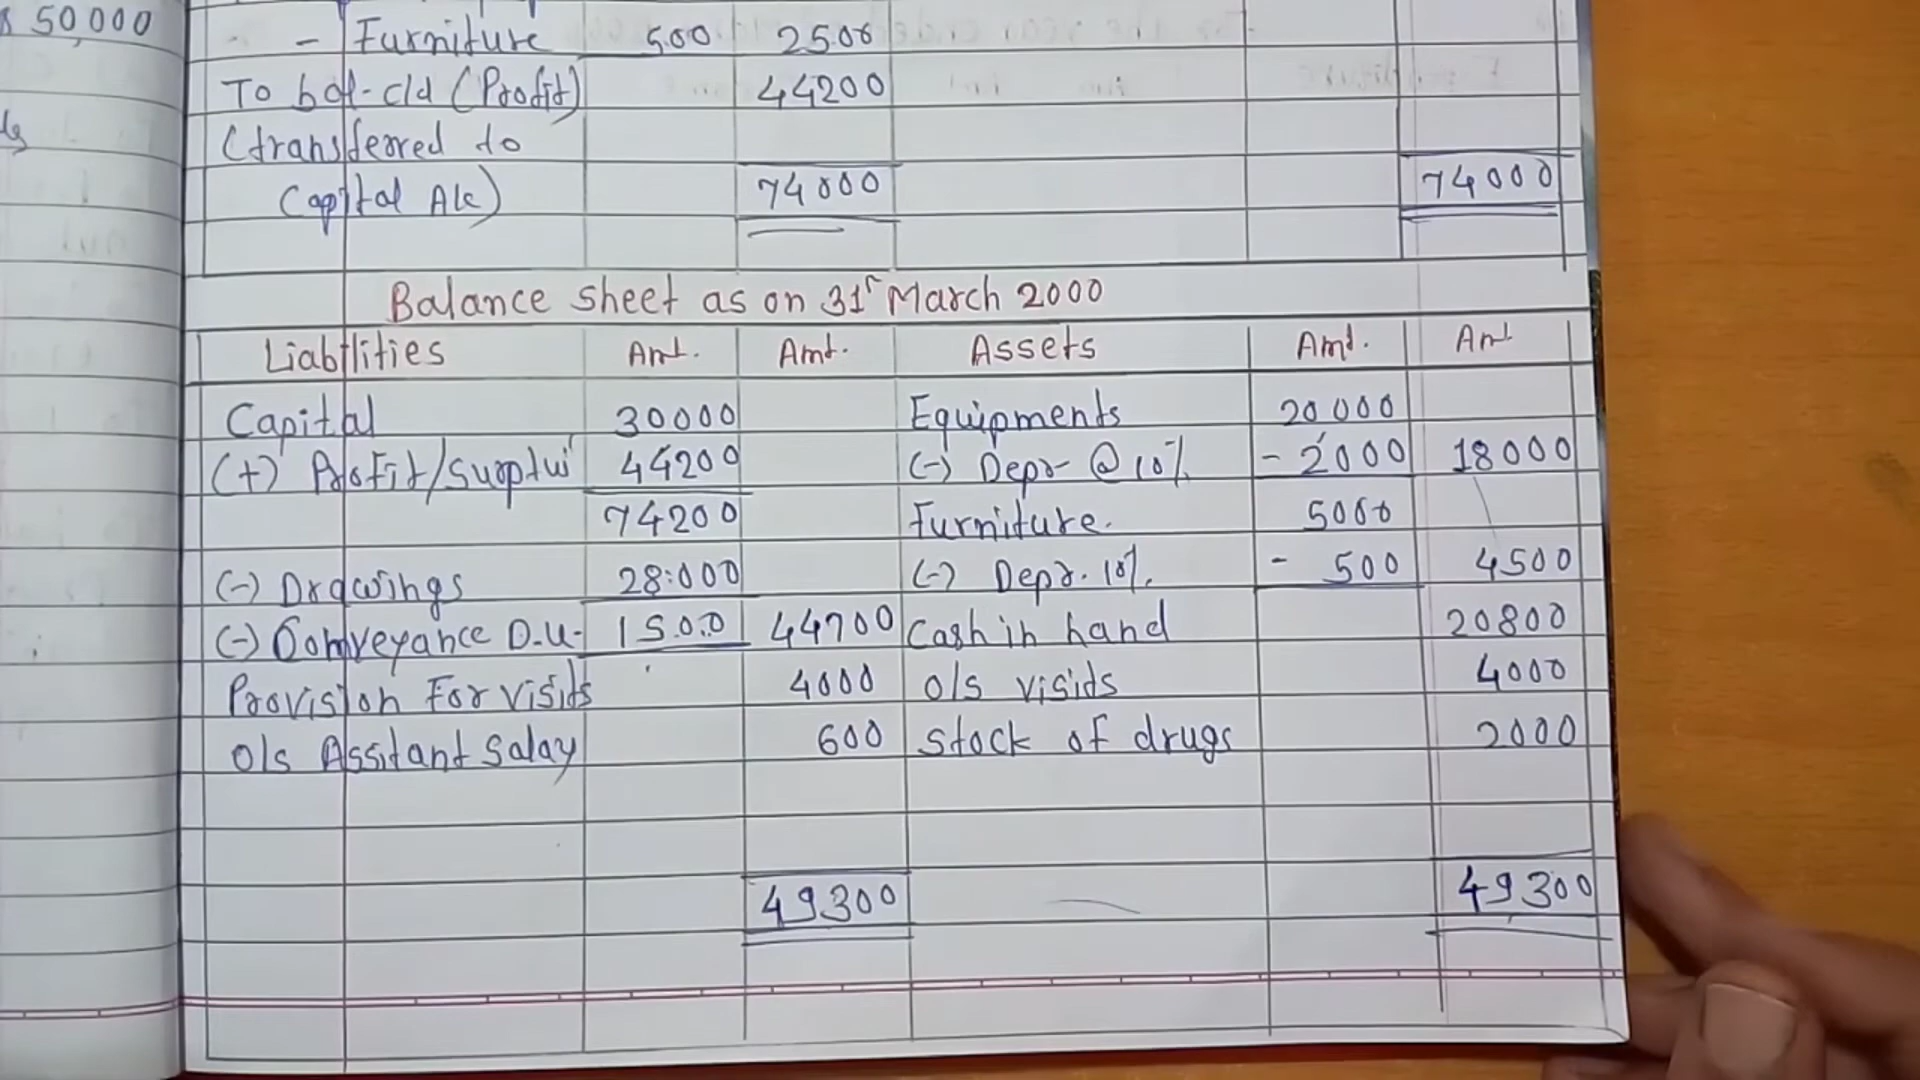 50,000
- Furniture 500 2500
To bal-c/d (Profit) 44200
(transferred to
Capital A/c) 74000 74000
Balance sheet as on 31st March 2000
Liabilities Amt. Amt. Assets Amt. Amt
Capital 30000 Equipments 20000
(+) Profit/Surplus 44200 (-) Depr @ 10% - 2000 18000
74200 Furniture. 5000
(-) Drawings 28000 (-) Depr. 10%. - 500 4500
(-) Conveyance D.U- 1500 44700 Cash in hand 20800
Provision For visits 4000 o/s visits 4000
o/s Assitant Salay 600 Stock of drugs 2000
49300 49300